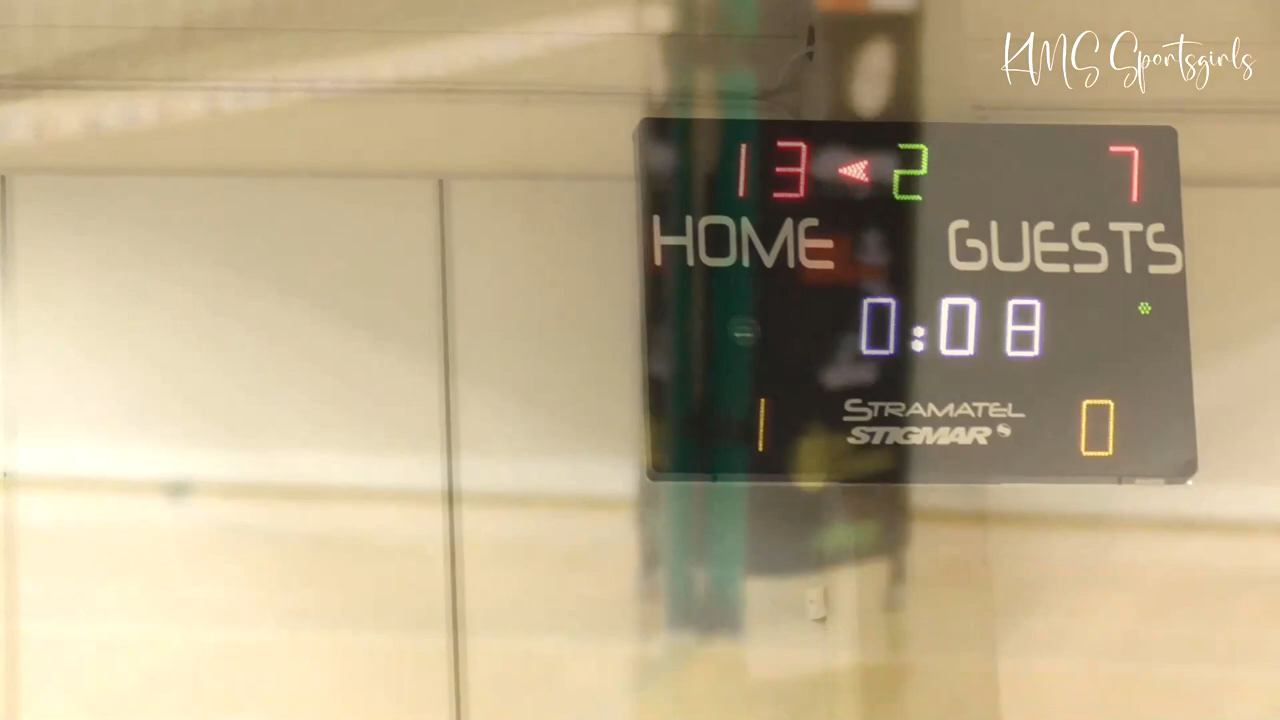 KMS Sportsgirls
13 2 7
HOME GUESTS
0:08
STRAMATEL
1 STIGMAR 0